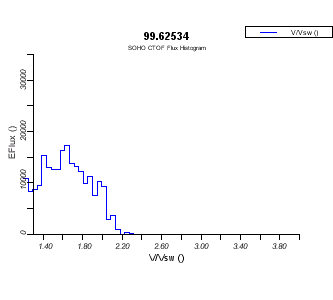 99.62534
SOHO CTOF Flux Histogram
V/Vsw ()
EFlux ()
30000
20000
10000
0
1.40 1.80 2.20 2.60 3.00 3.40 3.80
V/Vsw ()